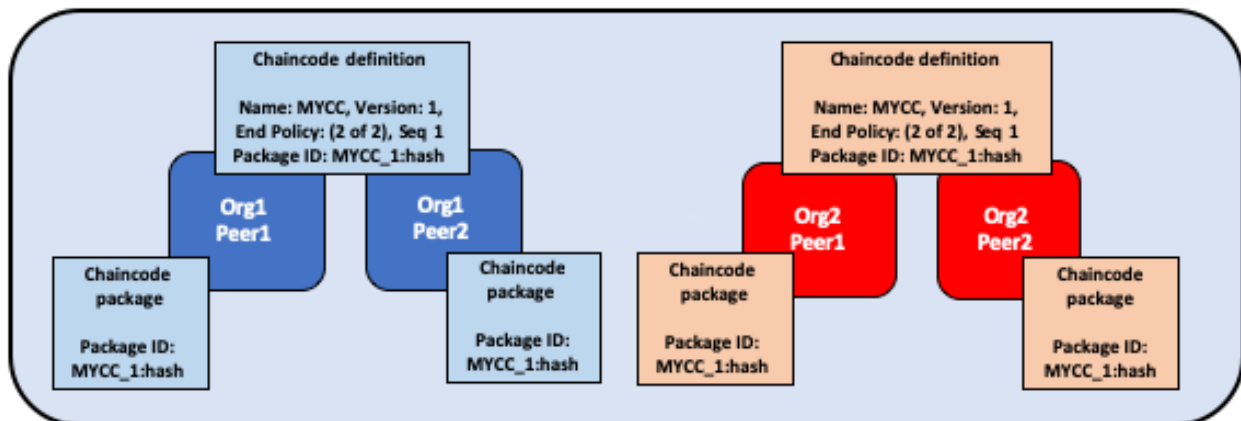 Chaincode definition
Name: MYCC, Version: 1,
End Policy: (2 of 2), Seq 1
Package ID: MYCC_1:hash
Org1
Peer1
Org1
Peer2
Chaincode
package
Package ID:
MYCC_1:hash
Chaincode
package
Package ID:
MYCC_1:hash
Chaincode definition
Name: MYCC, Version: 1,
End Policy: (2 of 2), Seq 1
Package ID: MYCC_1:hash
Org2
Peer1
Org2
Peer2
Chaincode
package
Package ID:
MYCC_1:hash
Chaincode
package
Package ID:
MYCC_1:hash